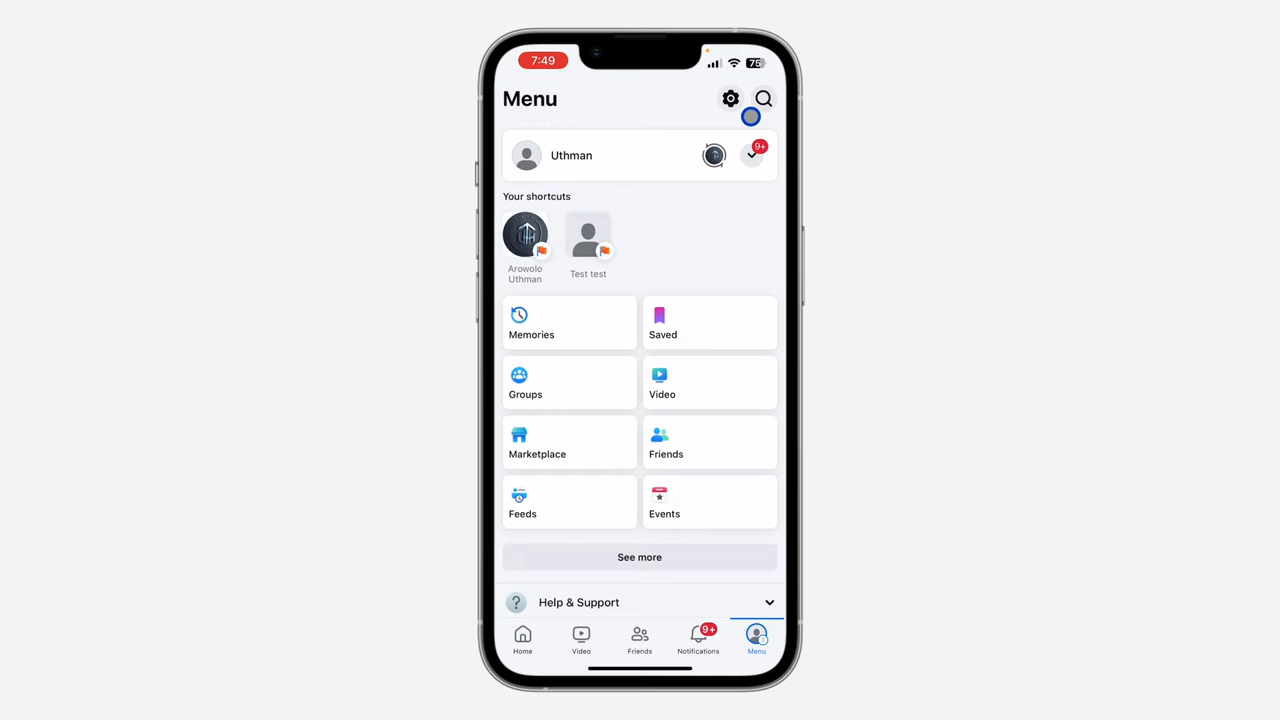 7:49
75
Menu
Uthman
9+
Your shortcuts
Arowolo
Uthman
Test test
Memories
Saved
Groups
Video
Marketplace
Friends
Feeds
Events
See more
? Help & Support
9+
Home
Video
Friends
Notifications
Menu